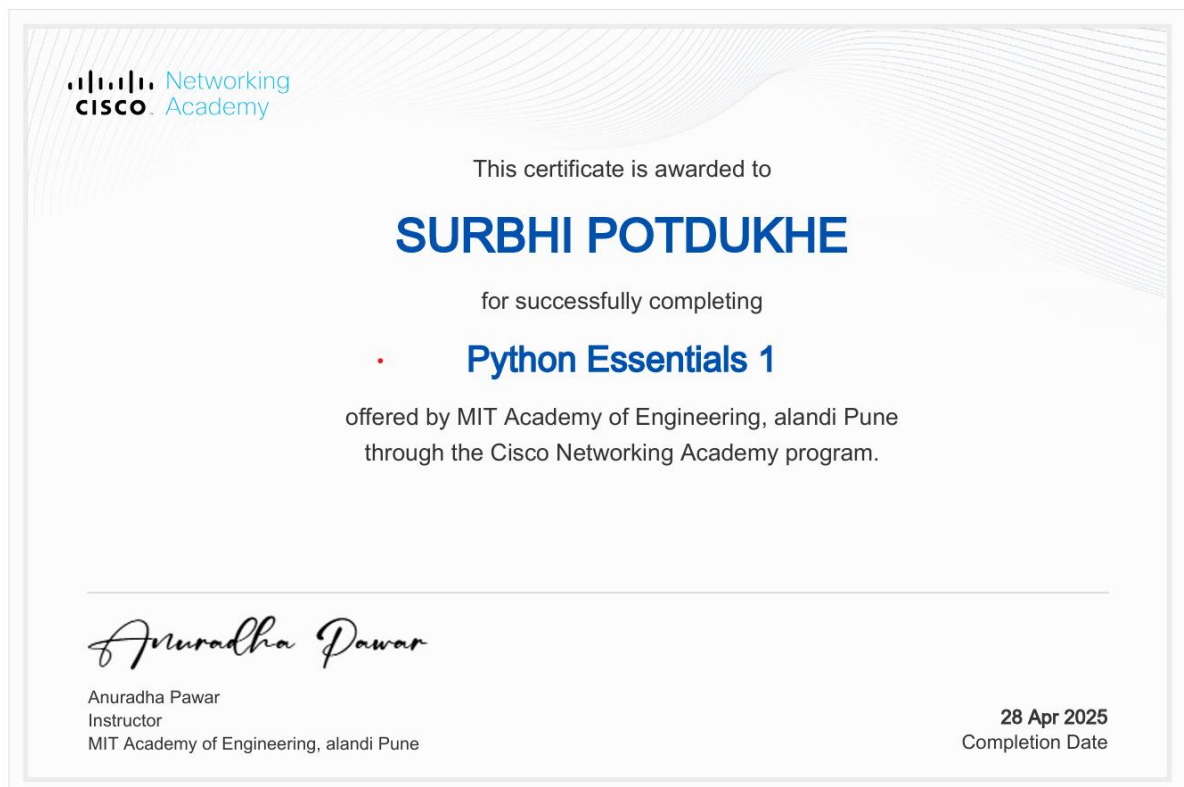 Networking
CISCO Academy
This certificate is awarded to
SURBHI POTDUKHE
for successfully completing
Python Essentials 1
offered by MIT Academy of Engineering, alandi Pune
through the Cisco Networking Academy program.
Anuradha Pawar
Anuradha Pawar
Instructor
MIT Academy of Engineering, alandi Pune
28 Apr 2025
Completion Date